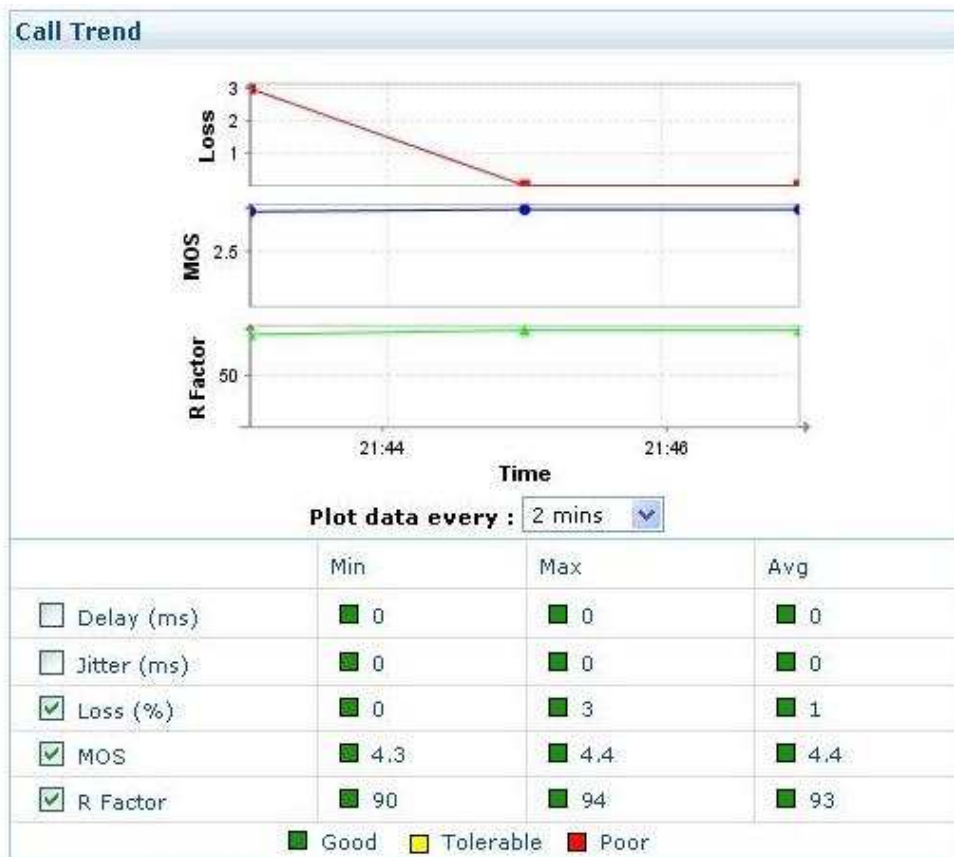 Call Trend
3
2
1
Loss
2.5
MOS
50
R Factor
21:44 21:46
Time
Plot data every : 2 mins
Min Max Avg
Delay (ms) 0 0 0
Jitter (ms) 0 0 0
Loss (%) 0 3 1
MOS 4.3 4.4 4.4
R Factor 90 94 93
Good Tolerable Poor